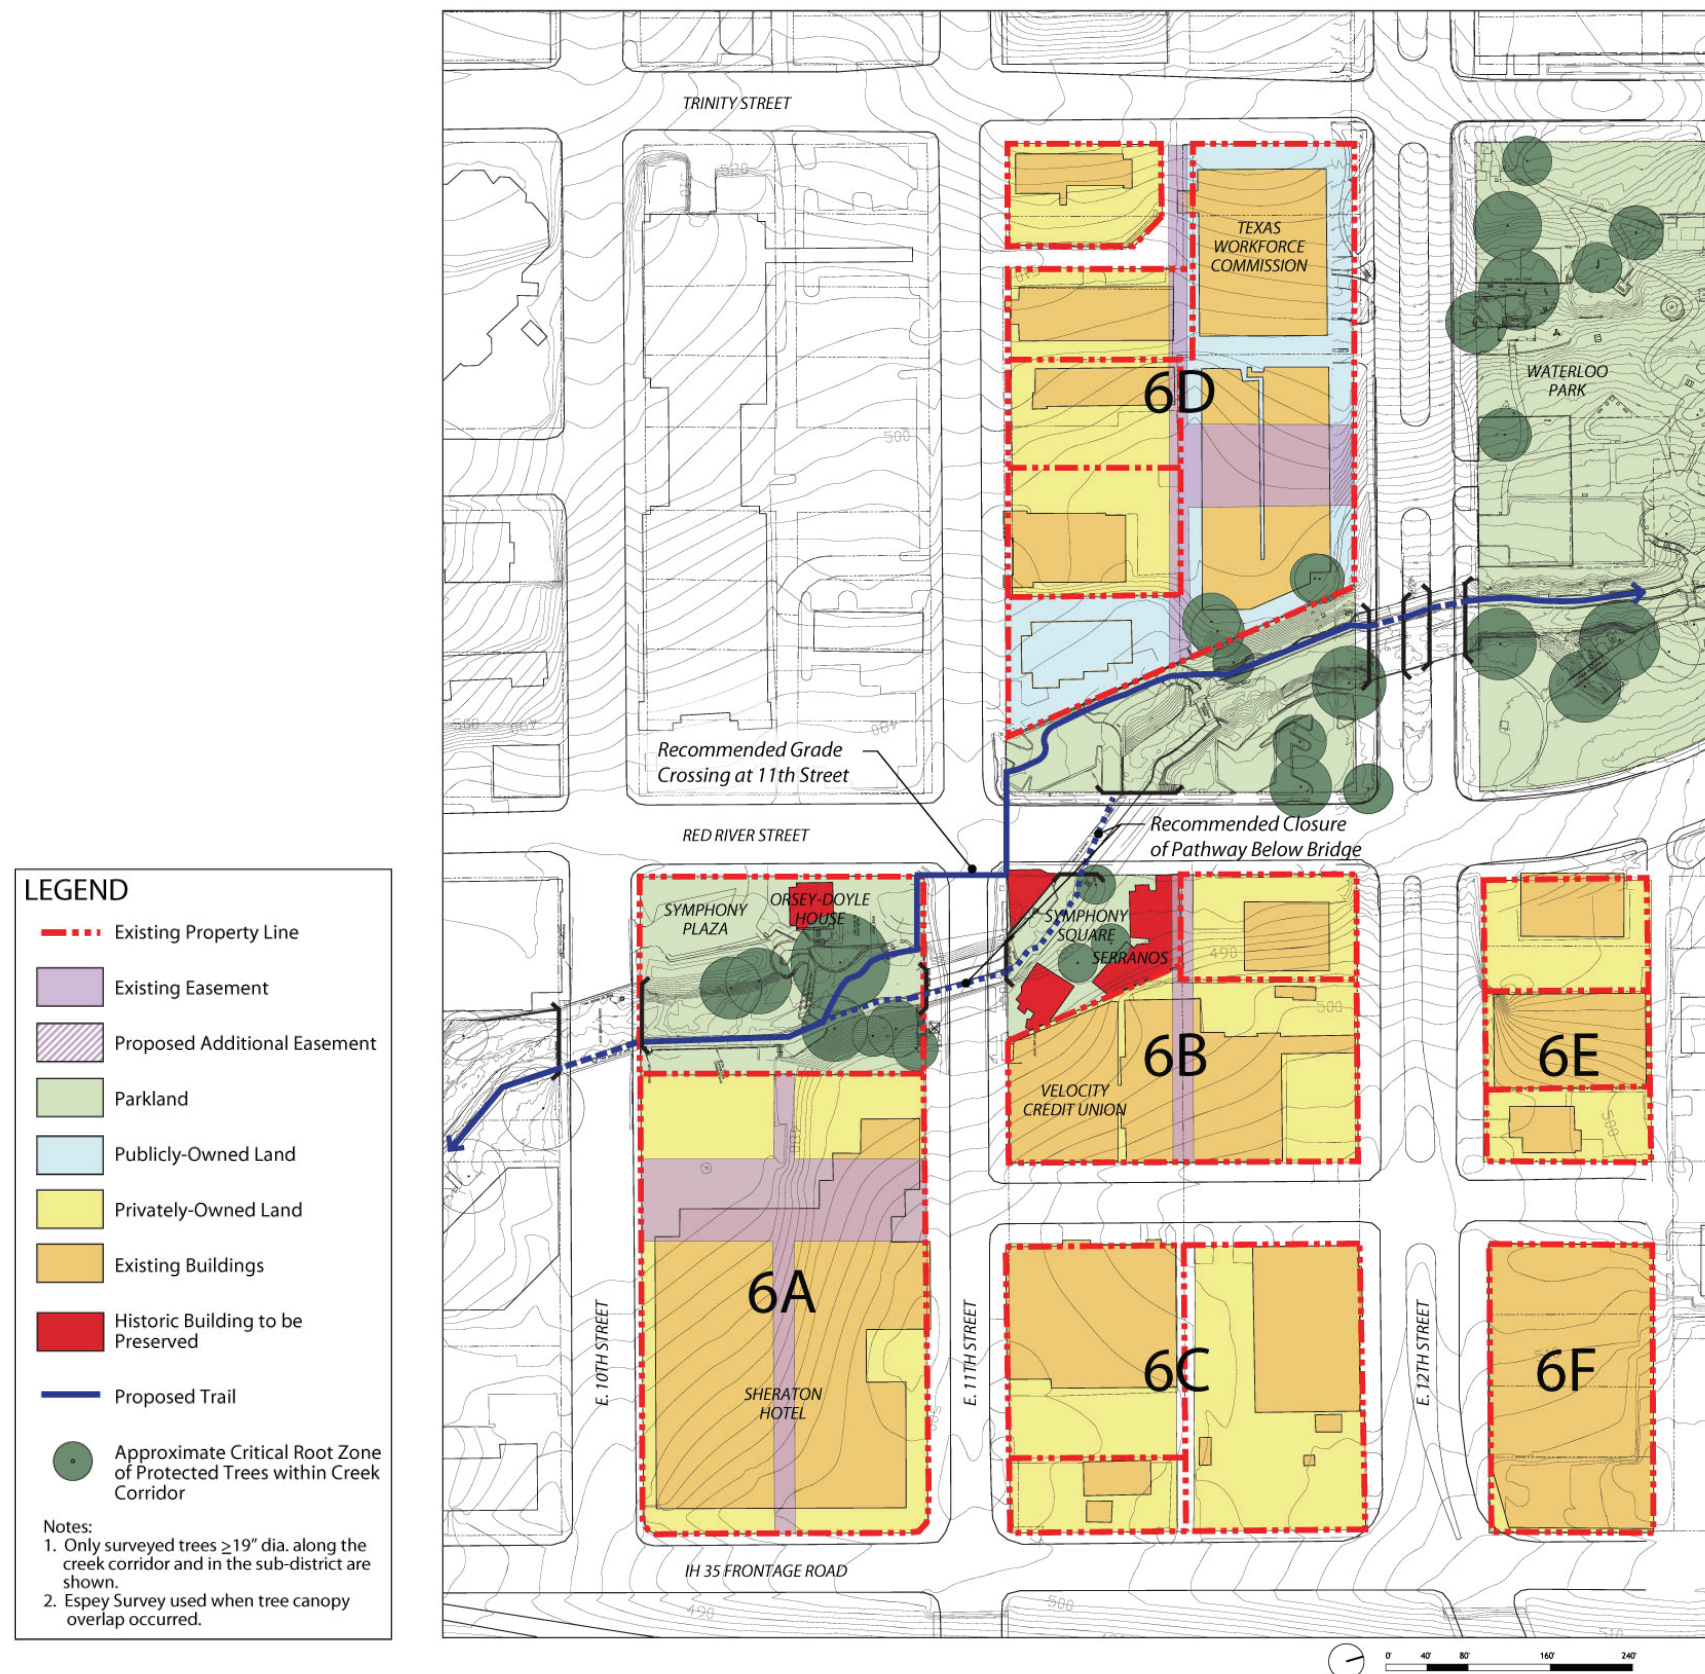 TRINITY STREET
520
TEXAS
WORKFORCE
COMMISSION
WATERLOO
PARK
6D
500
Recommended Grade
Crossing at 11th Street
RED RIVER STREET
Recommended Closure
of Pathway Below Bridge
SYMPHONY
PLAZA
ORSEY-DOYLE
HOUSE
SYMPHONY
SQUARE
SERRANOS
490
500
6B
VELOCITY
CREDIT UNION
6E
500
6A
SHERATON
HOTEL
6C
6F
E. 10TH STREET
E. 11TH STREET
E. 12TH STREET
IH 35 FRONTAGE ROAD
490
500
510
LEGEND
Existing Property Line
Existing Easement
Proposed Additional Easement
Parkland
Publicly-Owned Land
Privately-Owned Land
Existing Buildings
Historic Building to be
Preserved
Proposed Trail
Approximate Critical Root Zone
of Protected Trees within Creek
Corridor
Notes:
1. Only surveyed trees ≥19" dia. along the
creek corridor and in the sub-district are
shown.
2. Espey Survey used when tree canopy
overlap occurred.
0' 40' 80' 160' 240'